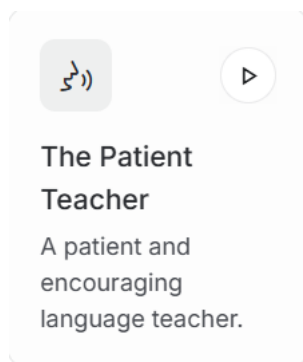 The Patient
Teacher
A patient and
encouraging
language teacher.